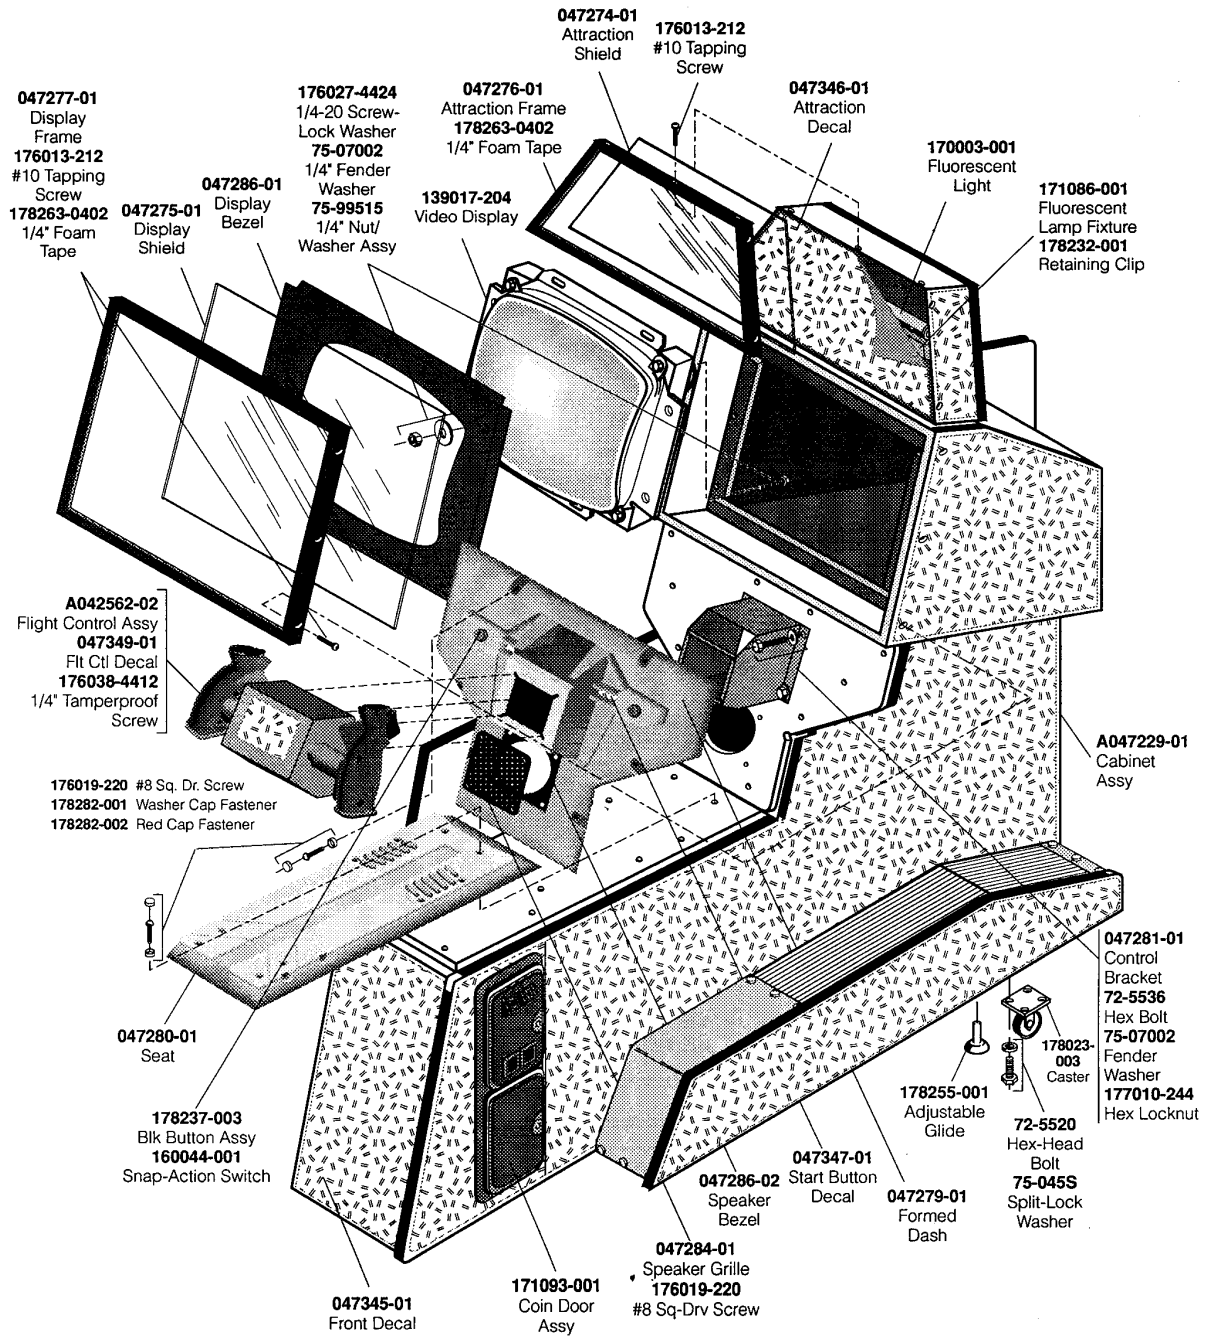 047274-01
Attraction
Shield
176013-212
#10 Tapping
Screw
047277-01
Display
Frame
176013-212
#10 Tapping
Screw
178263-0402
1/4" Foam
Tape
047275-01
Display
Shield
047286-01
Display
Bezel
176027-4424
1/4-20 Screw-
Lock Washer
75-07002
1/4" Fender
Washer
75-99515
1/4" Nut/
Washer Assy
047276-01
Attraction Frame
178263-0402
1/4" Foam Tape
139017-204
Video Display
047346-01
Attraction
Decal
170003-001
Fluorescent
Light
171086-001
Fluorescent
Lamp Fixture
178232-001
Retaining Clip
A042562-02
Flight Control Assy
047349-01
Flt Ctl Decal
176038-4412
1/4" Tamperproof
Screw
176019-220 #8 Sq. Dr. Screw
178282-001 Washer Cap Fastener
178282-002 Red Cap Fastener
A047229-01
Cabinet
Assy
047281-01
Control
Bracket
72-5536
Hex Bolt
75-07002
Fender
Washer
177010-244
Hex Locknut
178023-
003
Caster
047280-01
Seat
178237-003
Blk Button Assy
160044-001
Snap-Action Switch
178255-001
Adjustable
Glide
72-5520
Hex-Head
Bolt
75-045S
Split-Lock
Washer
047347-01
Start Button
Decal
047279-01
Formed
Dash
047286-02
Speaker
Bezel
047284-01
Speaker Grille
176019-220
#8 Sq-Drv Screw
171093-001
Coin Door
Assy
047345-01
Front Decal